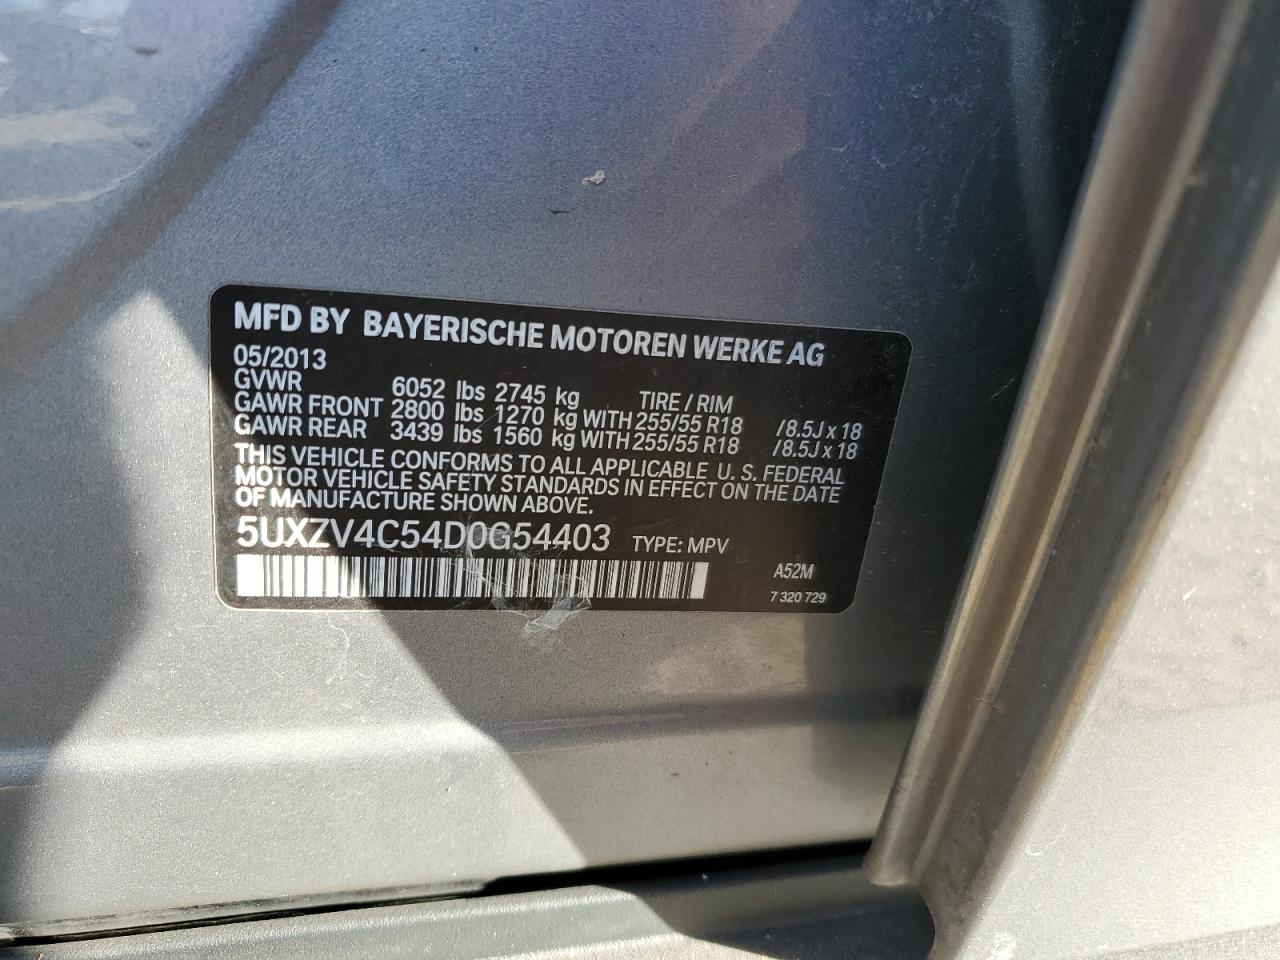 MFD BY BAYERISCHE MOTOREN WERKE AG
05/2013
GVWR 6052 lbs 2745 kg TIRE / RIM
GAWR FRONT 2800 lbs 1270 kg WITH 255/55 R18 /8.5J x 18
GAWR REAR 3439 lbs 1560 kg WITH 255/55 R18 /8.5J x 18
THIS VEHICLE CONFORMS TO ALL APPLICABLE U. S. FEDERAL
MOTOR VEHICLE SAFETY STANDARDS IN EFFECT ON THE DATE
OF MANUFACTURE SHOWN ABOVE.
5UXZV4C54D0G54403 TYPE: MPV
A52M
7 320 729